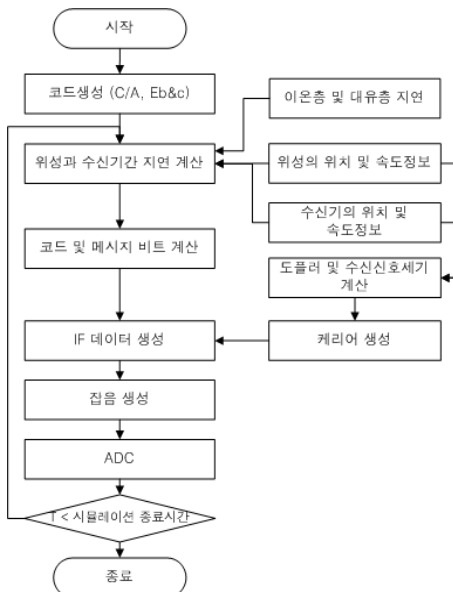 시작
코드생성 (C/A, Eb&c)
이온층 및 대유층 지연
위성과 수신기간 지연 계산
위성의 위치 및 속도정보
수신기의 위치 및
속도정보
코드 및 메시지 비트 계산
도플러 및 수신신호세기
계산
IF 데이터 생성
케리어 생성
잡음 생성
ADC
T < 시뮬레이션 종료시간
종료